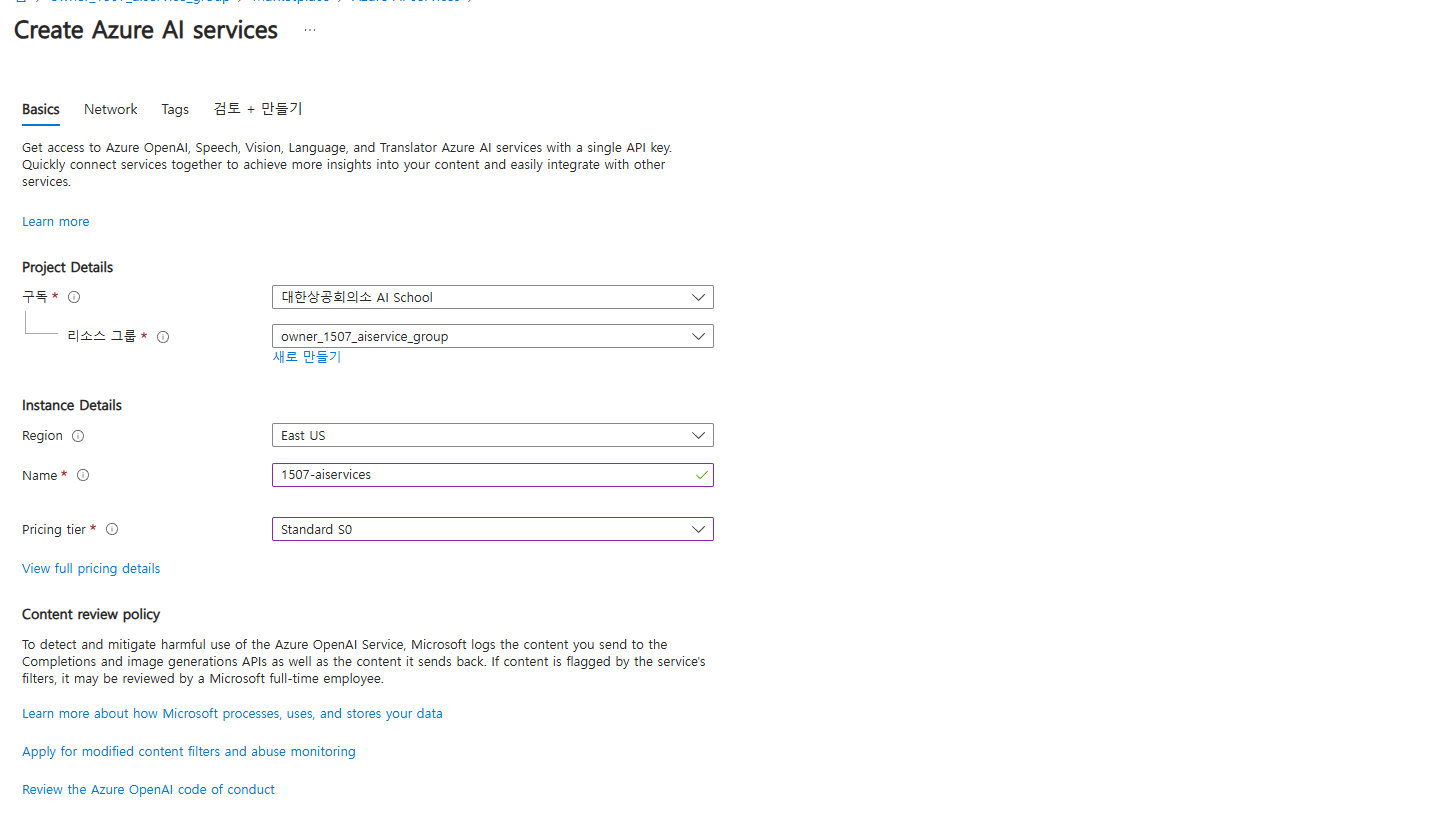 owner_1507_aiservice_group > Marketplace > Azure AI services >
Create Azure AI services ...
Basics Network Tags 검토 + 만들기
Get access to Azure OpenAI, Speech, Vision, Language, and Translator Azure AI services with a single API key.
Quickly connect services together to achieve more insights into your content and easily integrate with other
services.
Learn more
Project Details
구독 * 대한상공회의소 AI School
리소스 그룹 * owner_1507_aiservice_group
새로 만들기
Instance Details
Region East US
Name * 1507-aiservices
Pricing tier * Standard S0
View full pricing details
Content review policy
To detect and mitigate harmful use of the Azure OpenAI Service, Microsoft logs the content you send to the
Completions and image generations APIs as well as the content it sends back. If content is flagged by the service's
filters, it may be reviewed by a Microsoft full-time employee.
Learn more about how Microsoft processes, uses, and stores your data
Apply for modified content filters and abuse monitoring
Review the Azure OpenAI code of conduct